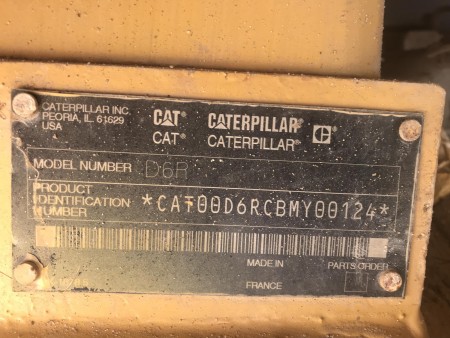 CATERPILLAR INC.
PEORIA, IL 61629
USA
CAT® CATERPILLAR® C
CAT® CATERPILLAR®
MODEL NUMBER D6R
PRODUCT
IDENTIFICATION
NUMBER
*CAT00D6RCBMY00124*
MADE IN
FRANCE
PARTS ORDER